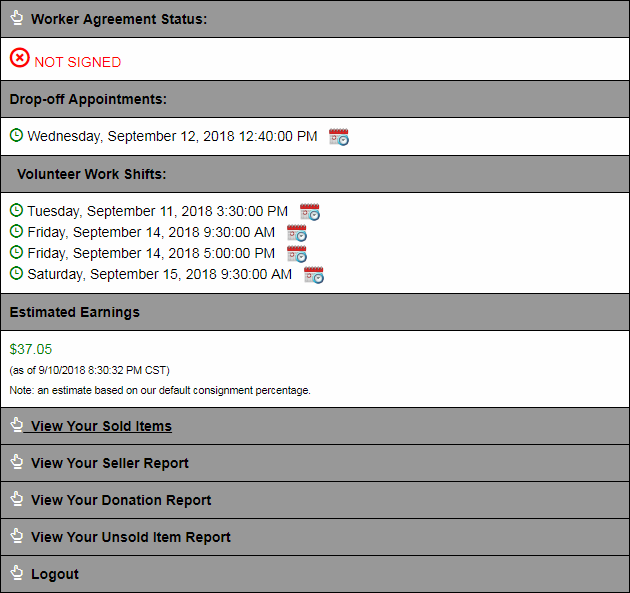 Worker Agreement Status:
NOT SIGNED
Drop-off Appointments:
Wednesday, September 12, 2018 12:40:00 PM
Volunteer Work Shifts:
Tuesday, September 11, 2018 3:30:00 PM
Friday, September 14, 2018 9:30:00 AM
Friday, September 14, 2018 5:00:00 PM
Saturday, September 15, 2018 9:30:00 AM
Estimated Earnings
$37.05
(as of 9/10/2018 8:30:32 PM CST)
Note: an estimate based on our default consignment percentage.
View Your Sold Items
View Your Seller Report
View Your Donation Report
View Your Unsold Item Report
Logout